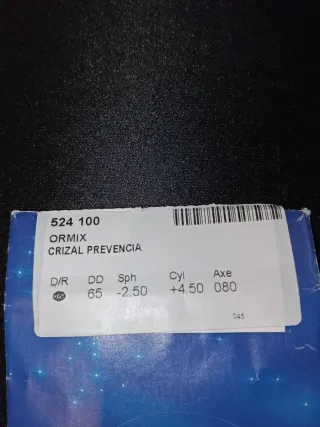 524 100
ORMIX
CRIZAL PREVENCIA
D/R DD Sph Cyl Axe
65 -2.50 +4.50 080
045